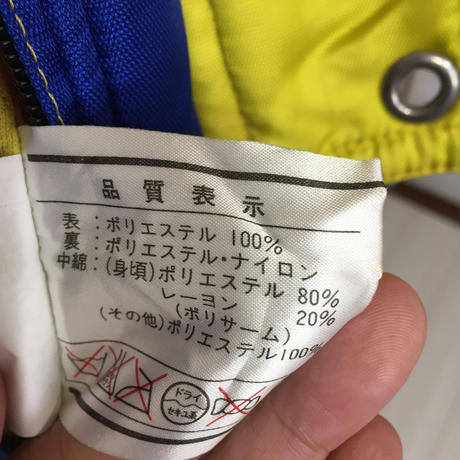 品質表示
表：ポリエステル 100%
裏：ポリエステル・ナイロン
中綿：(身頃)ポリエステル 80%
レーヨン 20%
(ポリサーム)
(その他)ポリエステル100%
ドライ
セキユ系